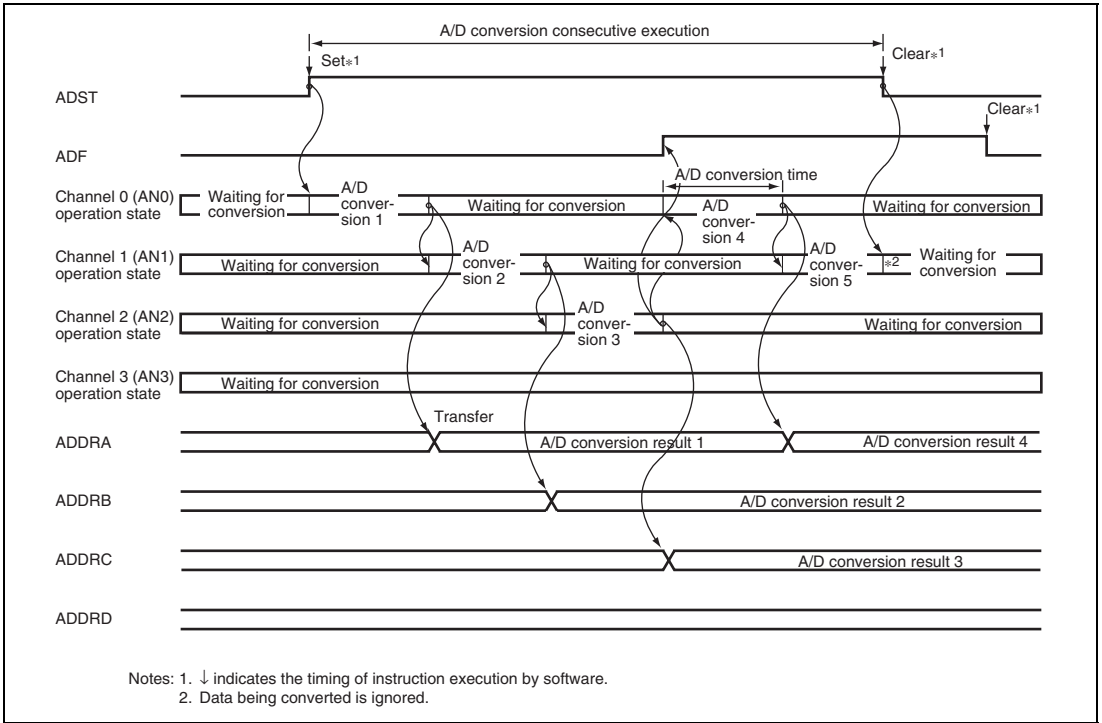 A/D conversion consecutive execution
Set*1
Clear*1
ADST
Clear*1
ADF
A/D conversion time
Channel 0 (AN0)
operation state
Waiting for
conversion
A/D
conver-
sion 1
Waiting for conversion
A/D
conver-
sion 4
Waiting for conversion
Channel 1 (AN1)
operation state
Waiting for conversion
A/D
conver-
sion 2
Waiting for conversion
A/D
conver-
sion 5
*2
Waiting for
conversion
Channel 2 (AN2)
operation state
Waiting for conversion
A/D
conver-
sion 3
Waiting for conversion
Channel 3 (AN3)
operation state
Waiting for conversion
Transfer
ADDRA
A/D conversion result 1
A/D conversion result 4
ADDRB
A/D conversion result 2
ADDRC
A/D conversion result 3
ADDRD
Notes: 1. ↓ indicates the timing of instruction execution by software.
2. Data being converted is ignored.